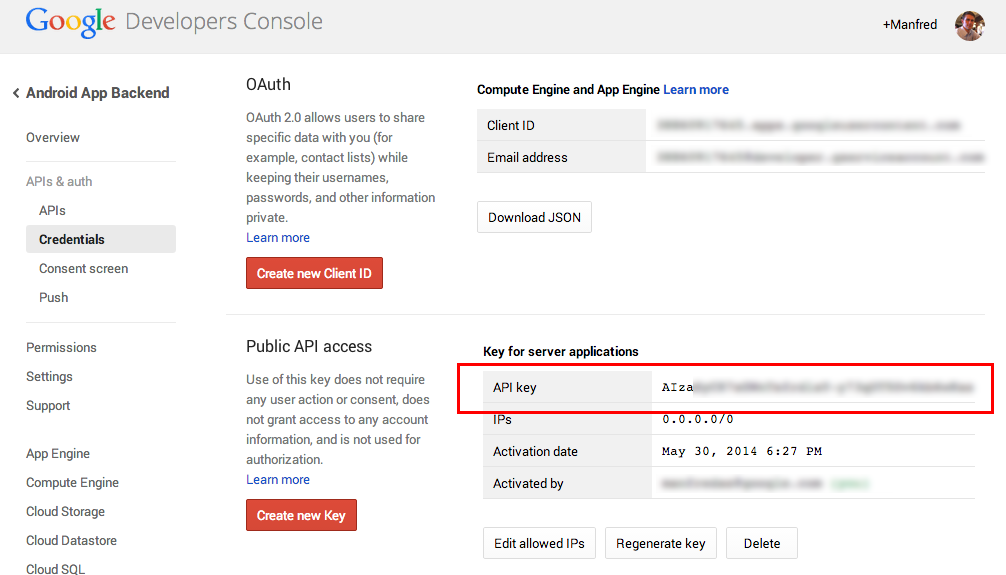 Google Developers Console
+Manfred
< Android App Backend
Overview
APIs & auth
APIs
Credentials
Consent screen
Push
Permissions
Settings
Support
App Engine
Compute Engine
Cloud Storage
Cloud Datastore
Cloud SQL
OAuth
OAuth 2.0 allows users to share
specific data with you (for
example, contact lists) while
keeping their usernames,
passwords, and other information
private.
Learn more
Create new Client ID
Compute Engine and App Engine Learn more
Client ID
Email address
Download JSON
Public API access
Use of this key does not require
any user action or consent, does
not grant access to any account
information, and is not used for
authorization.
Learn more
Create new Key
Key for server applications
API key AIza
IPs 0.0.0.0/0
Activation date May 30, 2014 6:27 PM
Activated by
Edit allowed IPs
Regenerate key
Delete